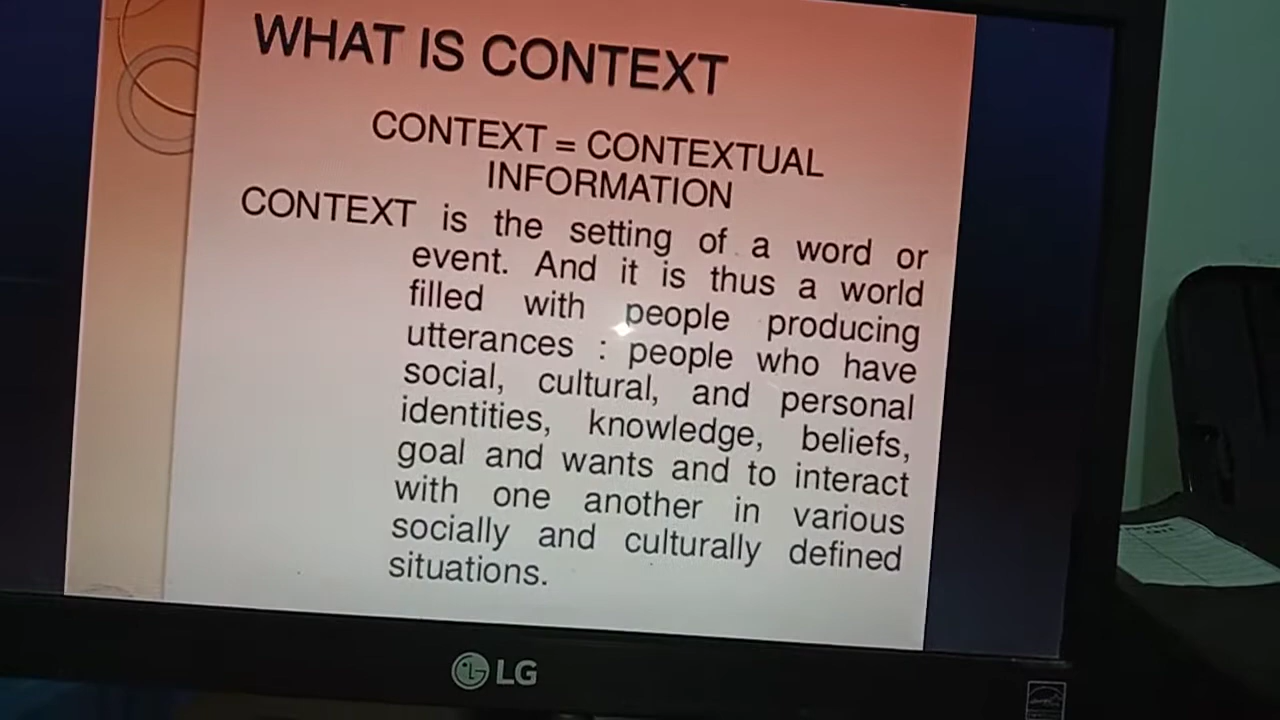 WHAT IS CONTEXT
CONTEXT = CONTEXTUAL
INFORMATION
CONTEXT is the setting of a word or
event. And it is thus a world
filled with people producing
utterances : people who have
social, cultural, and personal
identities, knowledge, beliefs,
goal and wants and to interact
with one another in various
socially and culturally defined
situations.
LG